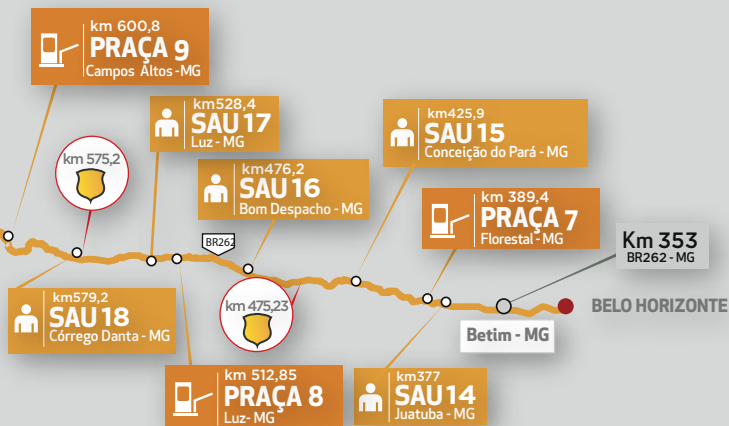 km 600,8
PRAÇA 9
Campos Altos -MG
km528,4
SAU 17
Luz - MG
km425,9
SAU 15
Conceição do Pará - MG
km 575,2
km476,2
SAU 16
Bom Despacho - MG
km 389,4
PRAÇA 7
Florestal - MG
BR262
Km 353
BR262 - MG
km579,2
SAU 18
Córrego Danta - MG
km 475,23
BELO HORIZONTE
Betim - MG
km 512,85
PRAÇA 8
Luz- MG
km377
SAU 14
Juatuba - MG